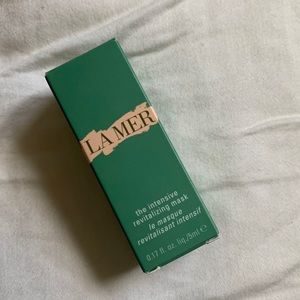 LA MER
the intensive
revitalizing mask
le masque
revitalisant intensif
0.17 fl. oz. liq./5ml ℮